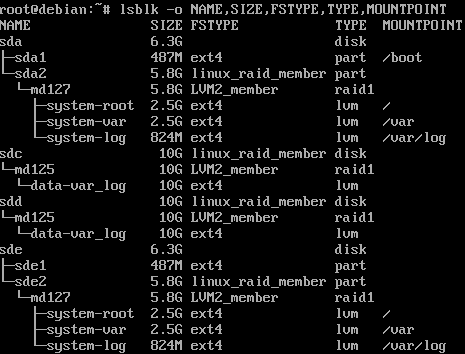 root@debian:~# lsblk -o NAME,SIZE,FSTYPE,TYPE,MOUNTPOINT
NAME SIZE FSTYPE TYPE MOUNTPOINT
sda 6.3G disk
├─sda1 487M ext4 part /boot
└─sda2 5.8G linux_raid_member part
  └─md127 5.8G LVM2_member raid1
    ├─system-root 2.5G ext4 lvm /
    ├─system-var 2.5G ext4 lvm /var
    └─system-log 824M ext4 lvm /var/log
sdc 10G linux_raid_member disk
└─md125 10G LVM2_member raid1
  └─data-var_log 10G ext4 lvm
sdd 10G linux_raid_member disk
└─md125 10G LVM2_member raid1
  └─data-var_log 10G ext4 lvm
sde 6.3G disk
├─sde1 487M ext4 part
└─sde2 5.8G linux_raid_member part
  └─md127 5.8G LVM2_member raid1
    ├─system-root 2.5G ext4 lvm /
    ├─system-var 2.5G ext4 lvm /var
    └─system-log 824M ext4 lvm /var/log